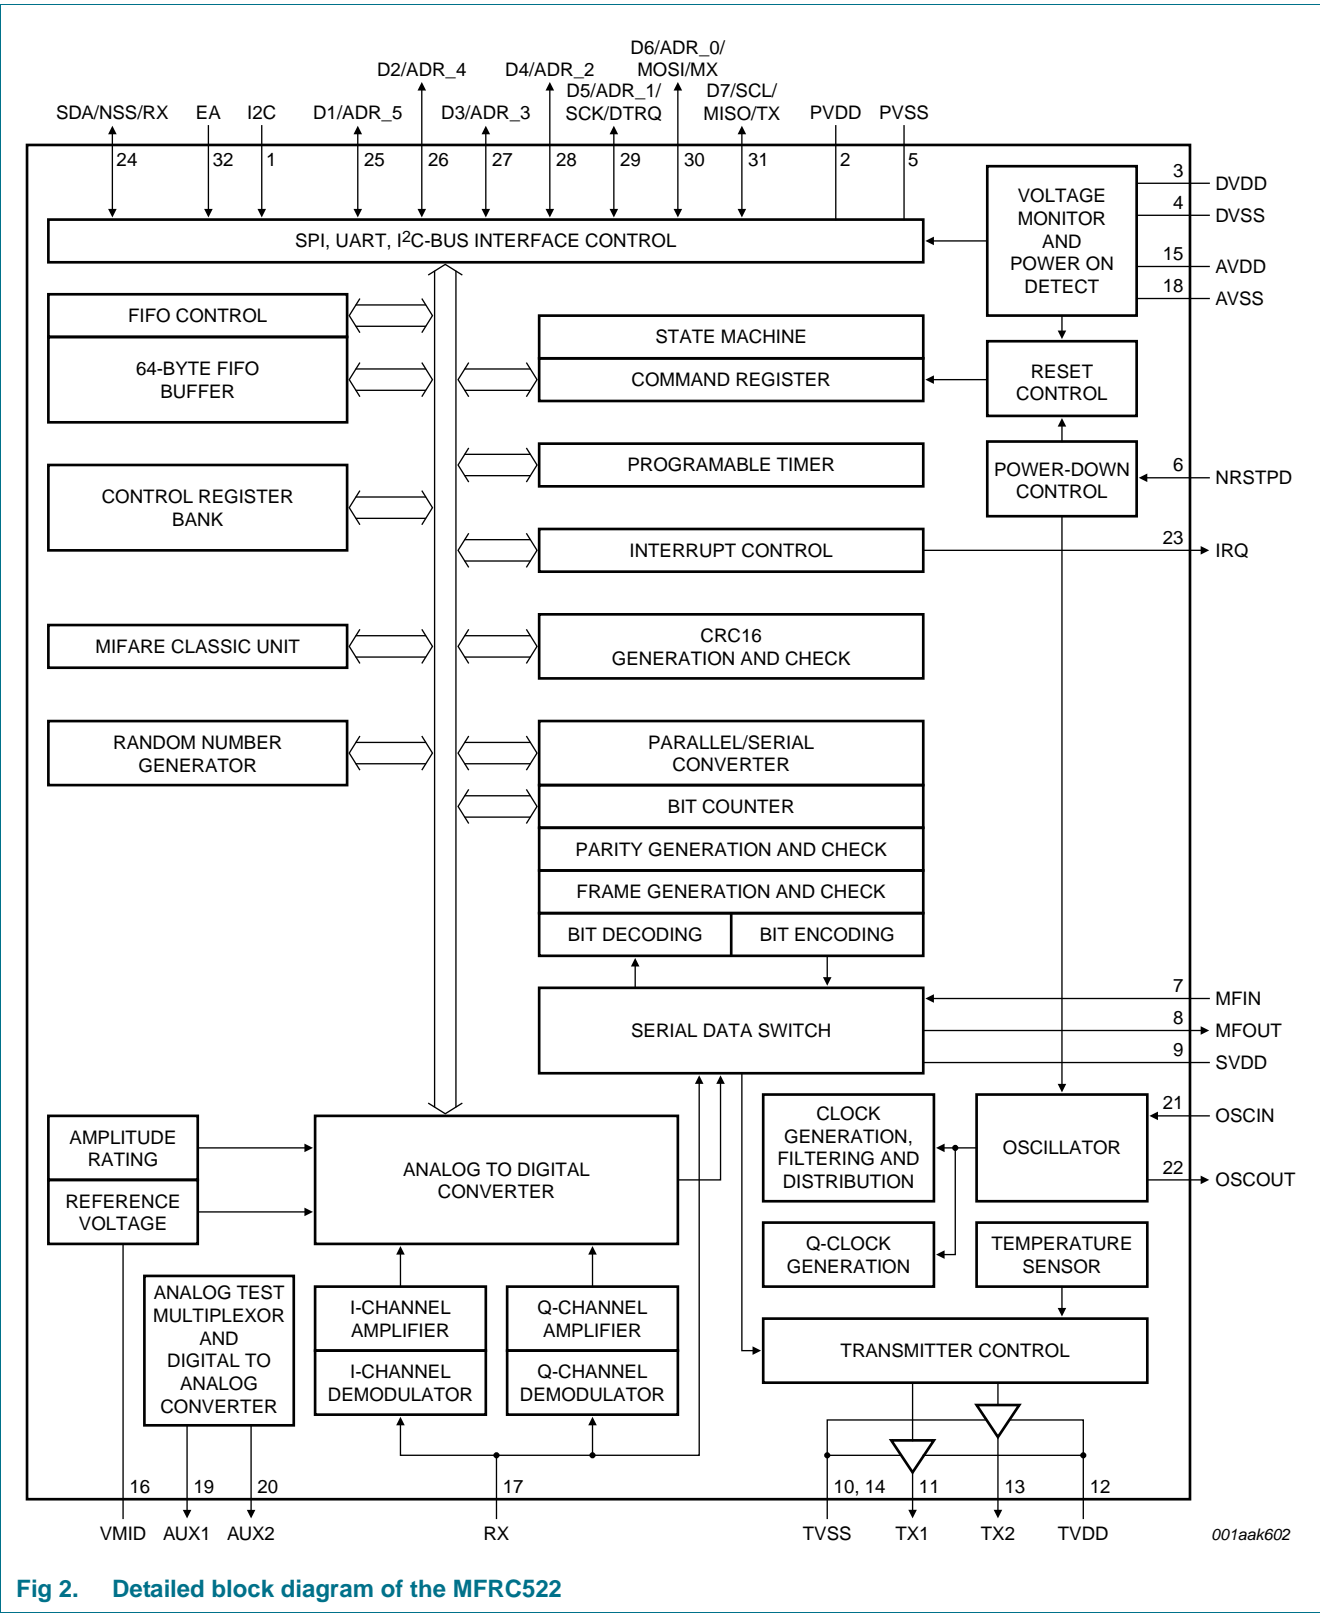 D6/ADR_0/
MOSI/MX
D2/ADR_4
D4/ADR_2
D5/ADR_1/
SCK/DTRQ
D7/SCL/
MISO/TX
SDA/NSS/RX
EA
I2C
D1/ADR_5
D3/ADR_3
PVDD
PVSS
24
32
1
25
26
27
28
29
30
31
2
5
VOLTAGE
MONITOR
AND
POWER ON
DETECT
3
DVDD
4
DVSS
15
AVDD
18
AVSS
SPI, UART, I2C-BUS INTERFACE CONTROL
FIFO CONTROL
64-BYTE FIFO
BUFFER
STATE MACHINE
COMMAND REGISTER
RESET
CONTROL
CONTROL REGISTER
BANK
PROGRAMABLE TIMER
POWER-DOWN
CONTROL
6
NRSTPD
INTERRUPT CONTROL
23
IRQ
MIFARE CLASSIC UNIT
CRC16
GENERATION AND CHECK
RANDOM NUMBER
GENERATOR
PARALLEL/SERIAL
CONVERTER
BIT COUNTER
PARITY GENERATION AND CHECK
FRAME GENERATION AND CHECK
BIT DECODING
BIT ENCODING
SERIAL DATA SWITCH
7
MFIN
8
MFOUT
9
SVDD
AMPLITUDE
RATING
REFERENCE
VOLTAGE
ANALOG TO DIGITAL
CONVERTER
CLOCK
GENERATION,
FILTERING AND
DISTRIBUTION
OSCILLATOR
21
OSCIN
22
OSCOUT
Q-CLOCK
GENERATION
TEMPERATURE
SENSOR
ANALOG TEST
MULTIPLEXOR
AND
DIGITAL TO
ANALOG
CONVERTER
I-CHANNEL
AMPLIFIER
I-CHANNEL
DEMODULATOR
Q-CHANNEL
AMPLIFIER
Q-CHANNEL
DEMODULATOR
TRANSMITTER CONTROL
16
19
20
17
10, 14
11
13
12
VMID
AUX1
AUX2
RX
TVSS
TX1
TX2
TVDD
001aak602
Fig 2. Detailed block diagram of the MFRC522